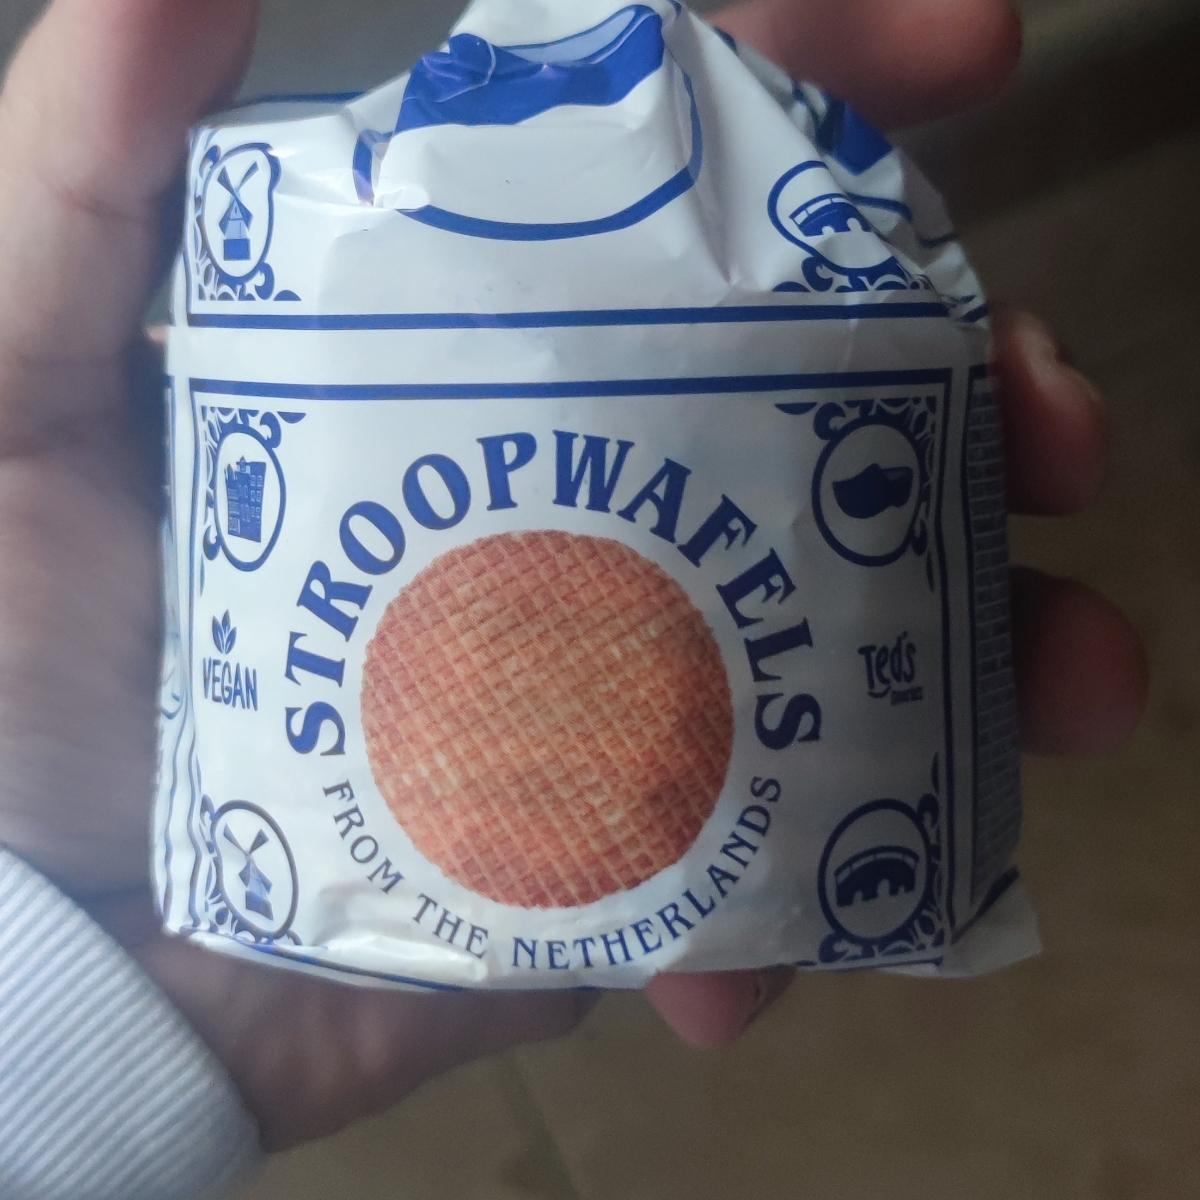 STROOPWAFELS
VEGAN
Ted's
FROM THE NETHERLANDS